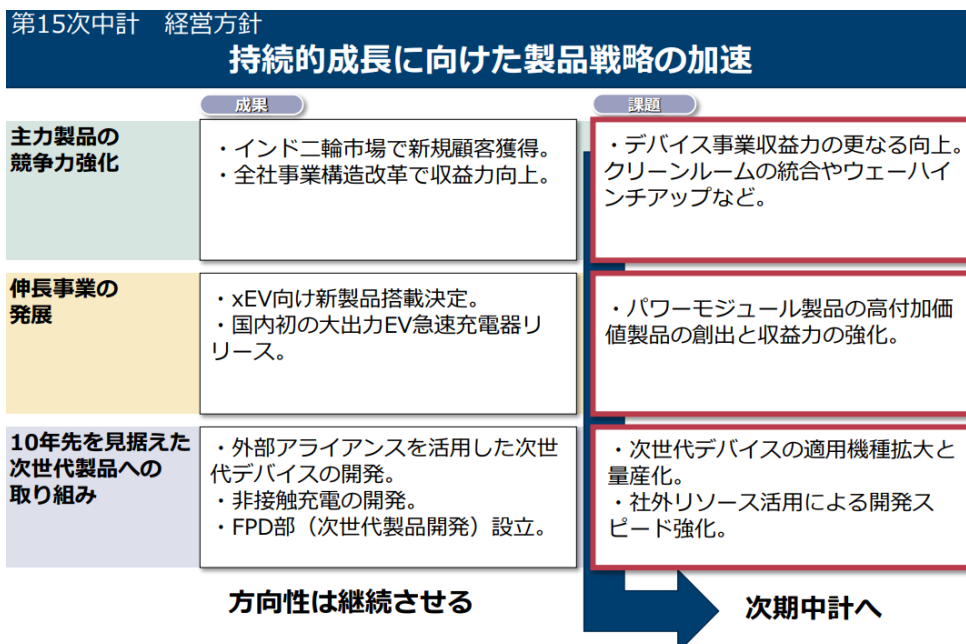 第15次中計　経営方針
持続的成長に向けた製品戦略の加速
成果
課題
主力製品の
競争力強化
・インド二輪市場で新規顧客獲得。
・全社事業構造改革で収益力向上。
・デバイス事業収益力の更なる向上。
クリーンルームの統合やウェーハイ
ンチアップなど。
伸長事業の
発展
・xEV向け新製品搭載決定。
・国内初の大出力EV急速充電器リ
リース。
・パワーモジュール製品の高付加価
値製品の創出と収益力の強化。
10年先を見据えた
次世代製品への
取り組み
・外部アライアンスを活用した次世
代デバイスの開発。
・非接触充電の開発。
・FPD部（次世代製品開発）設立。
・次世代デバイスの適用機種拡大と
量産化。
・社外リソース活用による開発ス
ピード強化。
方向性は継続させる
次期中計へ